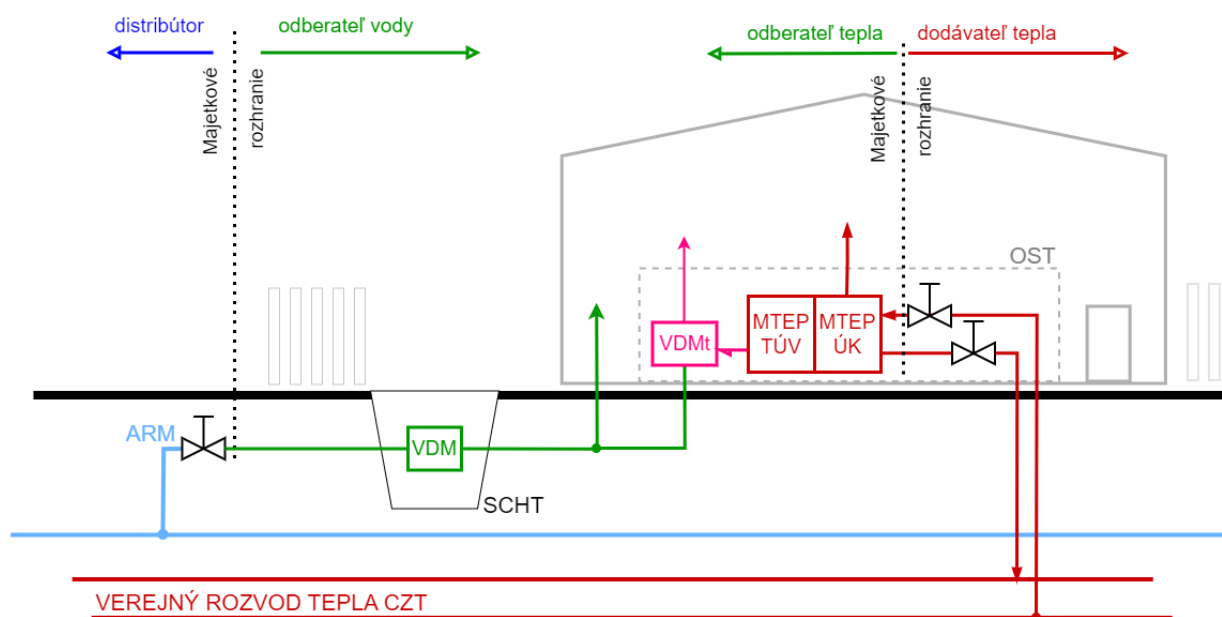 distribútor
odberateľ vody
odberateľ tepla
dodávateľ tepla
Majetkové
rozhranie
Majetkové
rozhranie
OST
VDMt
MTEP
TÚV
MTEP
ÚK
ARM
VDM
SCHT
VEREJNÝ ROZVOD TEPLA CZT